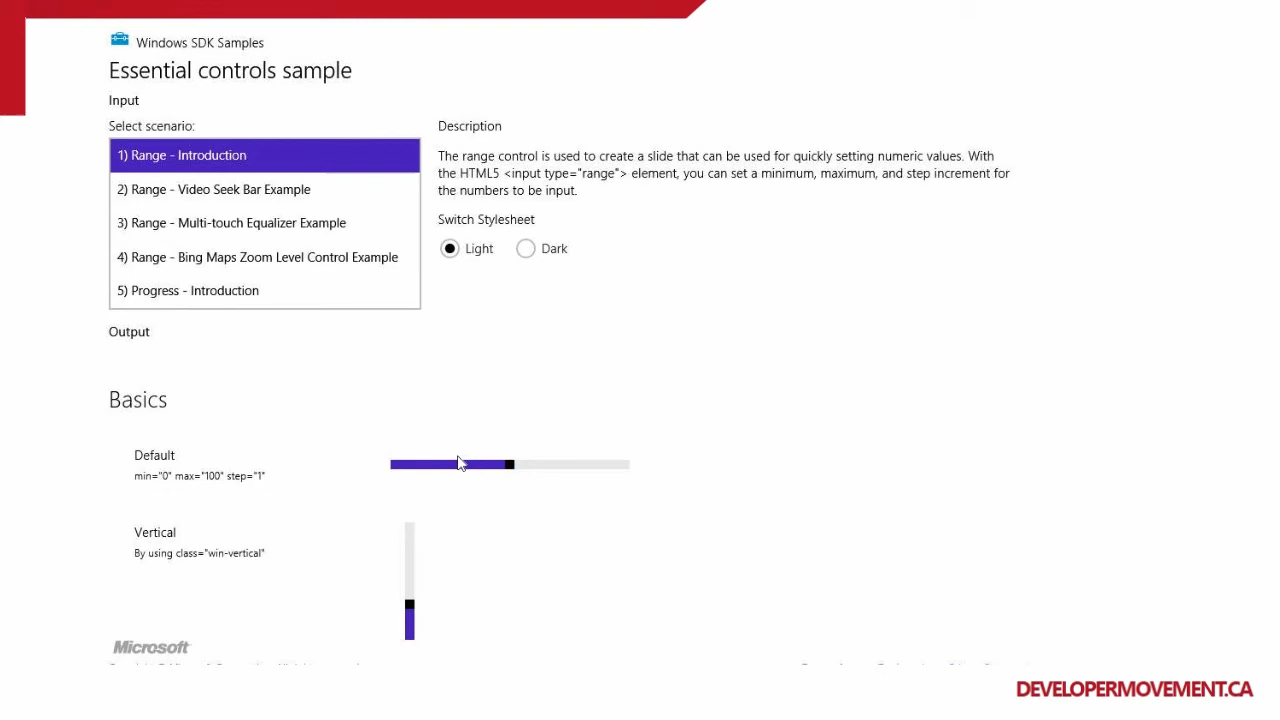 Windows SDK Samples
Essential controls sample
Input
Select scenario:
1) Range - Introduction
2) Range - Video Seek Bar Example
3) Range - Multi-touch Equalizer Example
4) Range - Bing Maps Zoom Level Control Example
5) Progress - Introduction
Description
The range control is used to create a slide that can be used for quickly setting numeric values. With
the HTML5 <input type="range"> element, you can set a minimum, maximum, and step increment for
the numbers to be input.
Switch Stylesheet
Light Dark
Output
Basics
Default
min="0" max="100" step="1"
Vertical
By using class="win-vertical"
Microsoft
DEVELOPERMOVEMENT.CA